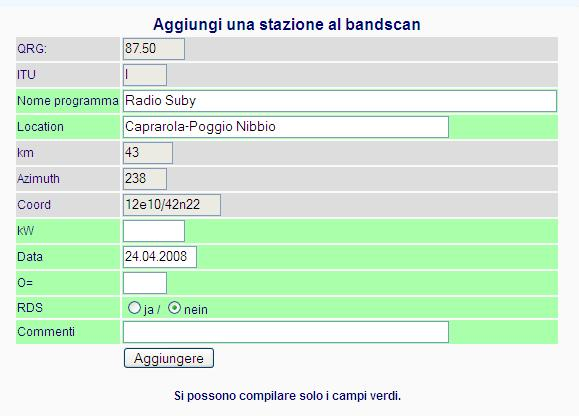 Aggiungi una stazione al bandscan
QRG: 87.50
ITU I
Nome programma Radio Suby
Location Caprarola-Poggio Nibbio
km 43
Azimuth 238
Coord 12e10/42n22
kW
Data 24.04.2008
O=
RDS ja / nein
Commenti
Aggiungere
Si possono compilare solo i campi verdi.